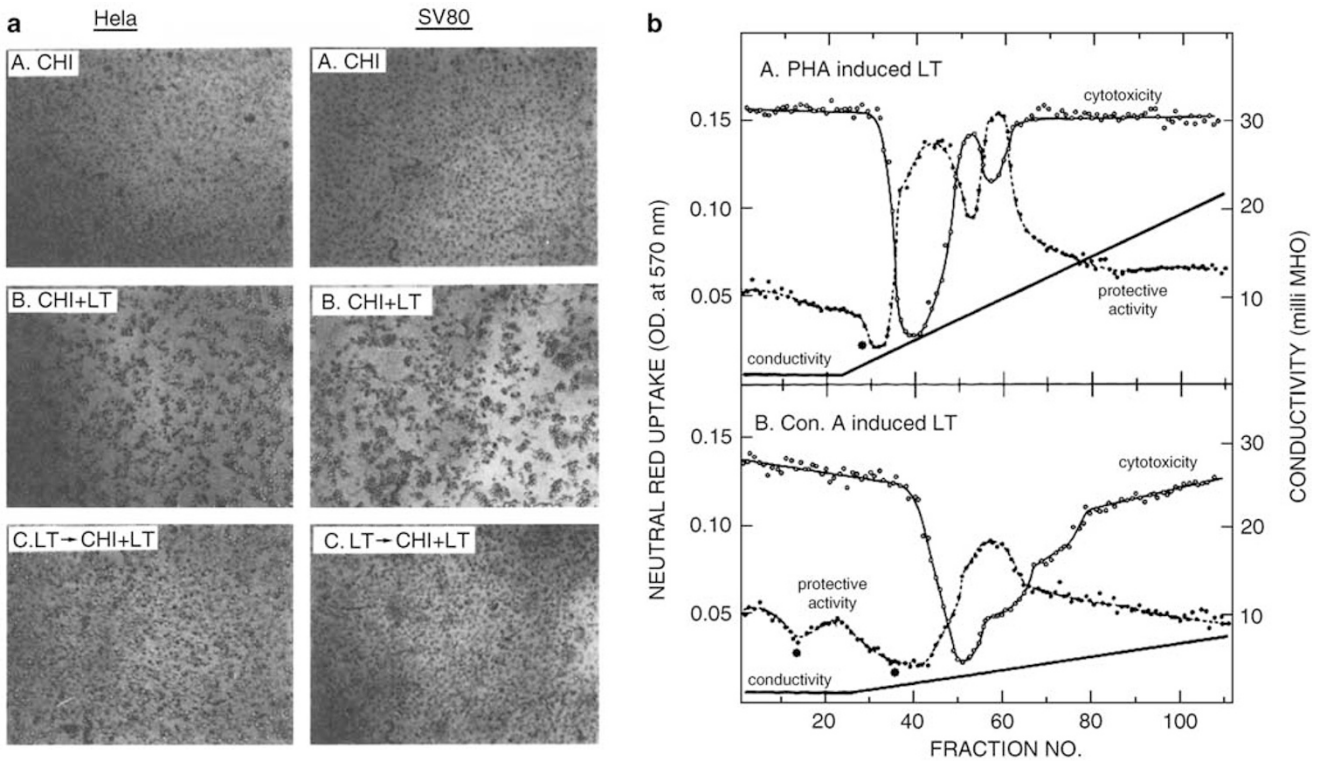 a
Hela
SV80
A. CHI
A. CHI
B. CHI+LT
B. CHI+LT
C.LT→CHI+LT
C. LT→CHI+LT
b
A. PHA induced LT
cytotoxicity
protective
activity
conductivity
0.15
0.10
0.05
30
20
10
B. Con. A induced LT
cytotoxicity
protective
activity
conductivity
0.15
0.10
0.05
30
20
10
20
40
60
80
100
FRACTION NO.
NEUTRAL RED UPTAKE (OD. at 570 nm)
CONDUCTIVITY (milli MHO)